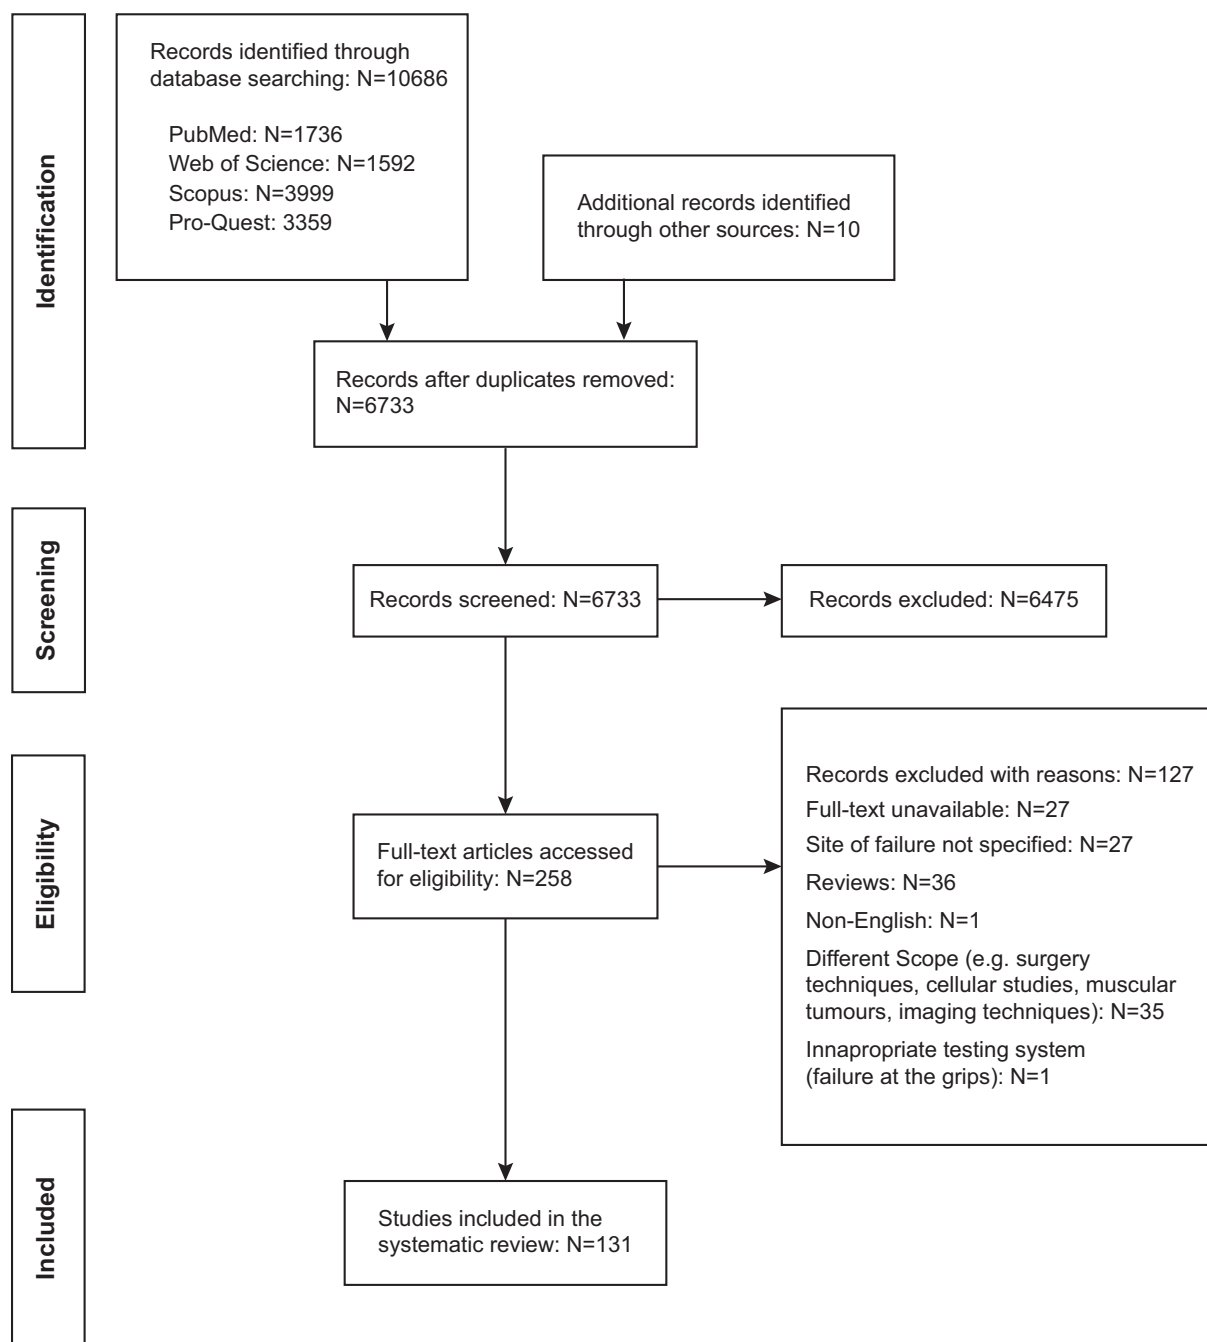 Identification
Records identified through
database searching: N=10686
PubMed: N=1736
Web of Science: N=1592
Scopus: N=3999
Pro-Quest: 3359
Additional records identified
through other sources: N=10
Records after duplicates removed:
N=6733
Screening
Records screened: N=6733
Records excluded: N=6475
Eligibility
Full-text articles accessed
for eligibility: N=258
Records excluded with reasons: N=127
Full-text unavailable: N=27
Site of failure not specified: N=27
Reviews: N=36
Non-English: N=1
Different Scope (e.g. surgery
techniques, cellular studies, muscular
tumours, imaging techniques): N=35
Innapropriate testing system
(failure at the grips): N=1
Included
Studies included in the
systematic review: N=131